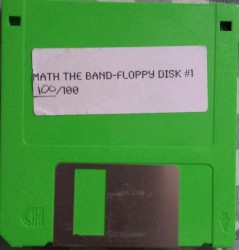 MATH THE BAND-FLOPPY DISK #1
100/100